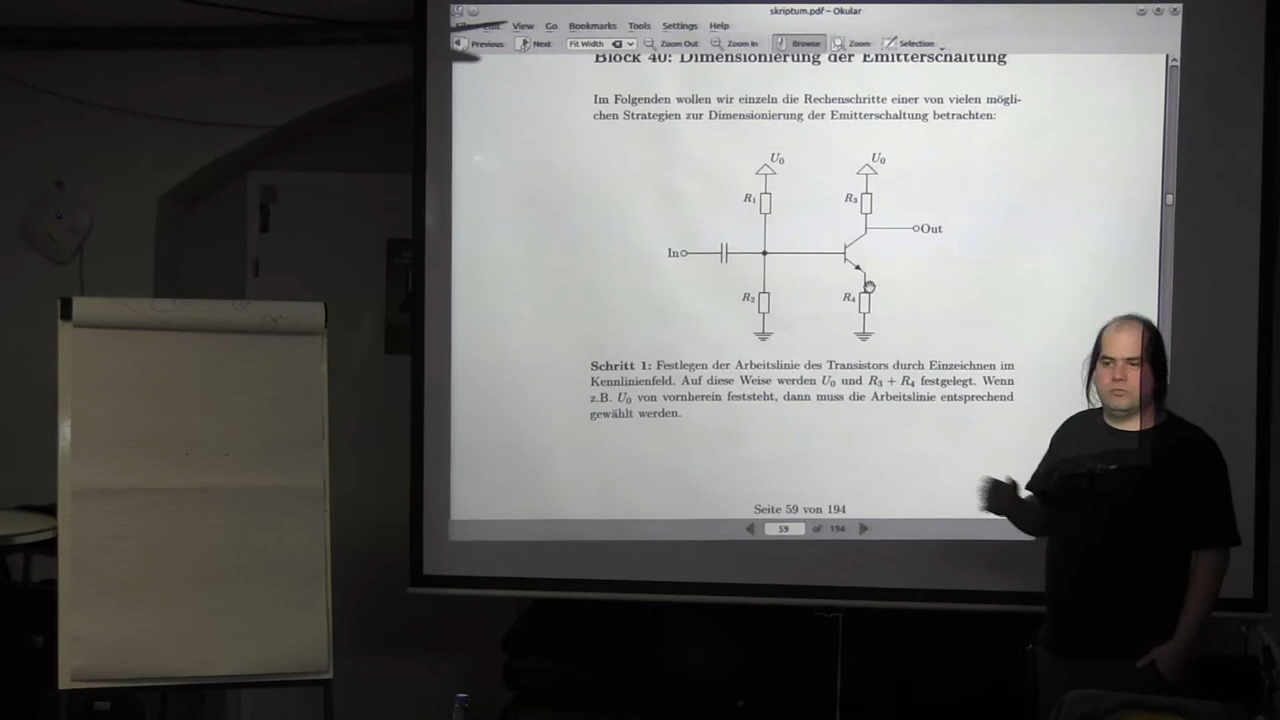 skriptum.pdf – Okular
View Go Bookmarks Tools Settings Help
Previous Next Fit Width Zoom Out Zoom In Browse Zoom Selection
Block 40: Dimensionierung der Emitterschaltung
Im Folgenden wollen wir einzeln die Rechenschritte einer von vielen mögli-
chen Strategien zur Dimensionierung der Emitterschaltung betrachten:
U₀ U₀
R₁ R₃
Out
In
R₂ R₄
Schritt 1: Festlegen der Arbeitslinie des Transistors durch Einzeichnen im
Kennlinienfeld. Auf diese Weise werden U₀ und R₃ + R₄ festgelegt. Wenn
z.B. U₀ von vornherein feststeht, dann muss die Arbeitslinie entsprechend
gewählt werden.
Seite 59 von 194
59 of 194